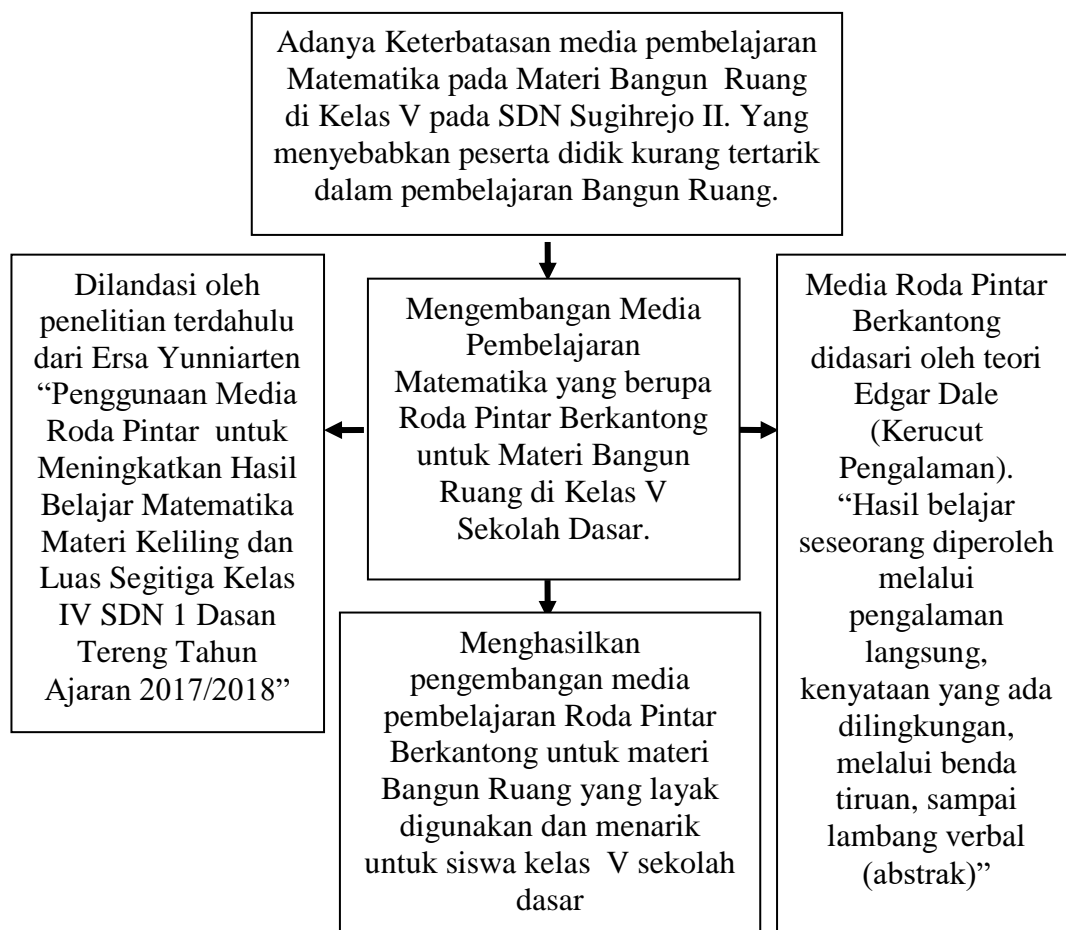 Adanya Keterbatasan media pembelajaran
Matematika pada Materi Bangun Ruang
di Kelas V pada SDN Sugihrejo II. Yang
menyebabkan peserta didik kurang tertarik
dalam pembelajaran Bangun Ruang.
Dilandasi oleh
penelitian terdahulu
dari Ersa Yunniarten
“Penggunaan Media
Roda Pintar untuk
Meningkatkan Hasil
Belajar Matematika
Materi Keliling dan
Luas Segitiga Kelas
IV SDN 1 Dasan
Tereng Tahun
Ajaran 2017/2018”
Mengembangan Media
Pembelajaran
Matematika yang berupa
Roda Pintar Berkantong
untuk Materi Bangun
Ruang di Kelas V
Sekolah Dasar.
Media Roda Pintar
Berkantong
didasari oleh teori
Edgar Dale
(Kerucut
Pengalaman).
“Hasil belajar
seseorang diperoleh
melalui
pengalaman
langsung,
kenyataan yang ada
dilingkungan,
melalui benda
tiruan, sampai
lambang verbal
(abstrak)”
Menghasilkan
pengembangan media
pembelajaran Roda Pintar
Berkantong untuk materi
Bangun Ruang yang layak
digunakan dan menarik
untuk siswa kelas V sekolah
dasar